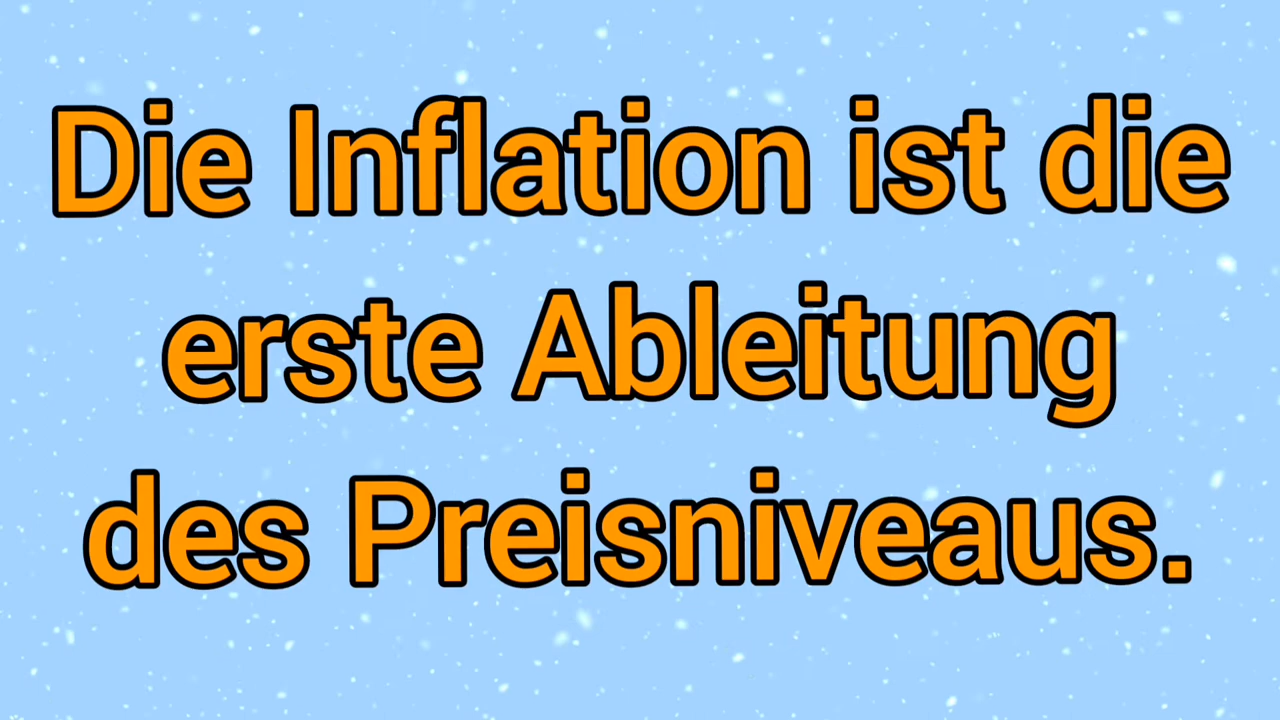 Die Inflation ist die
erste Ableitung
des Preisniveaus.